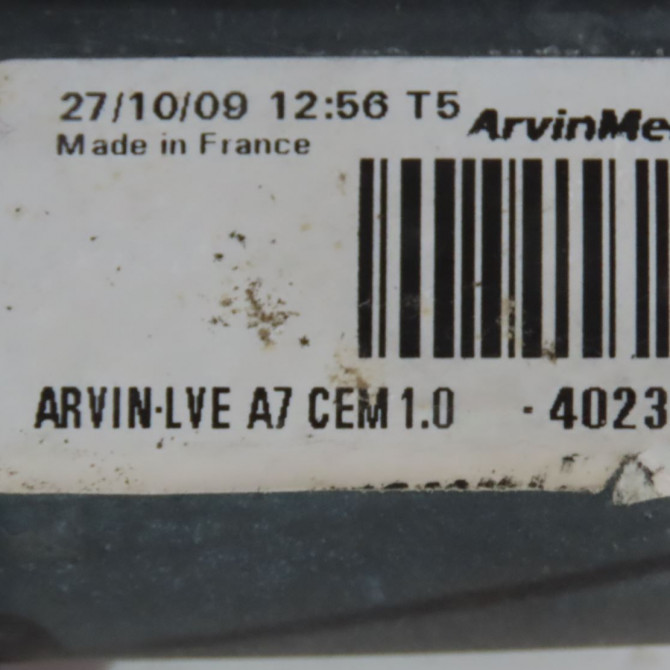 27/10/09 12:56 T5
ArvinMe
Made in France
ARVIN·LVE A7 CEM 1.0 - 4023